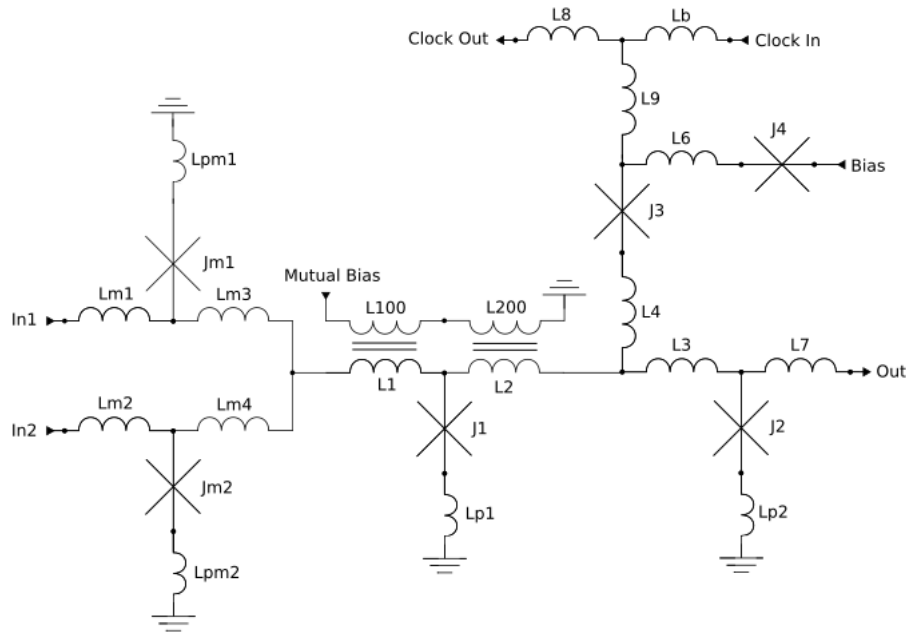 L8
Lb
Clock Out
Clock In
L9
L6
J4
Bias
Lpm1
J3
Jm1
Mutual Bias
Lm1
Lm3
L100
L200
In1
L4
L3
L7
L1
L2
Out
Lm2
Lm4
In2
J1
J2
Jm2
Lp1
Lp2
Lpm2